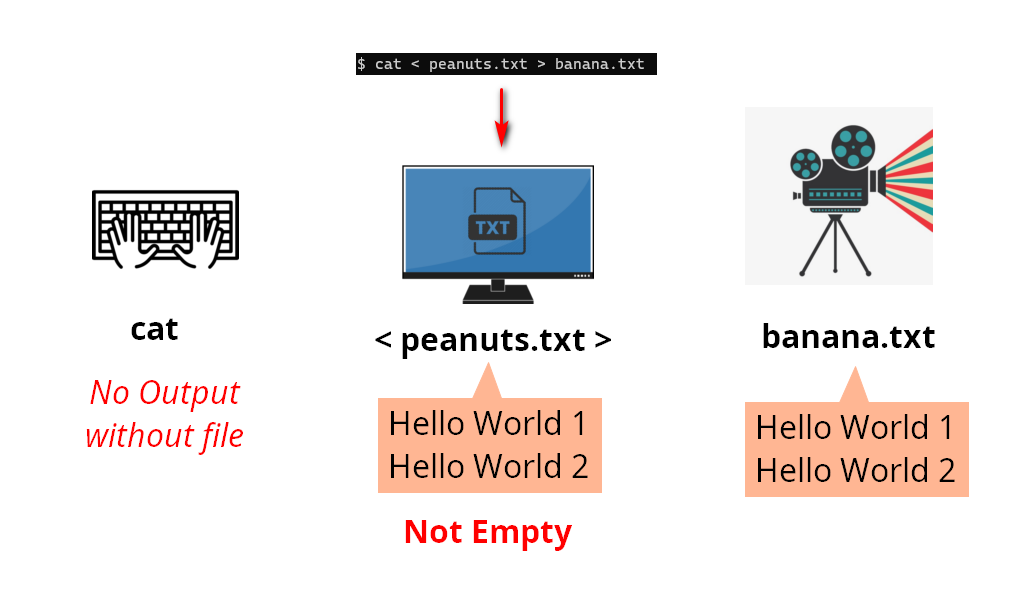 $ cat < peanuts.txt > banana.txt
TXT
cat
No Output
without file
< peanuts.txt >
Hello World 1
Hello World 2
Not Empty
banana.txt
Hello World 1
Hello World 2